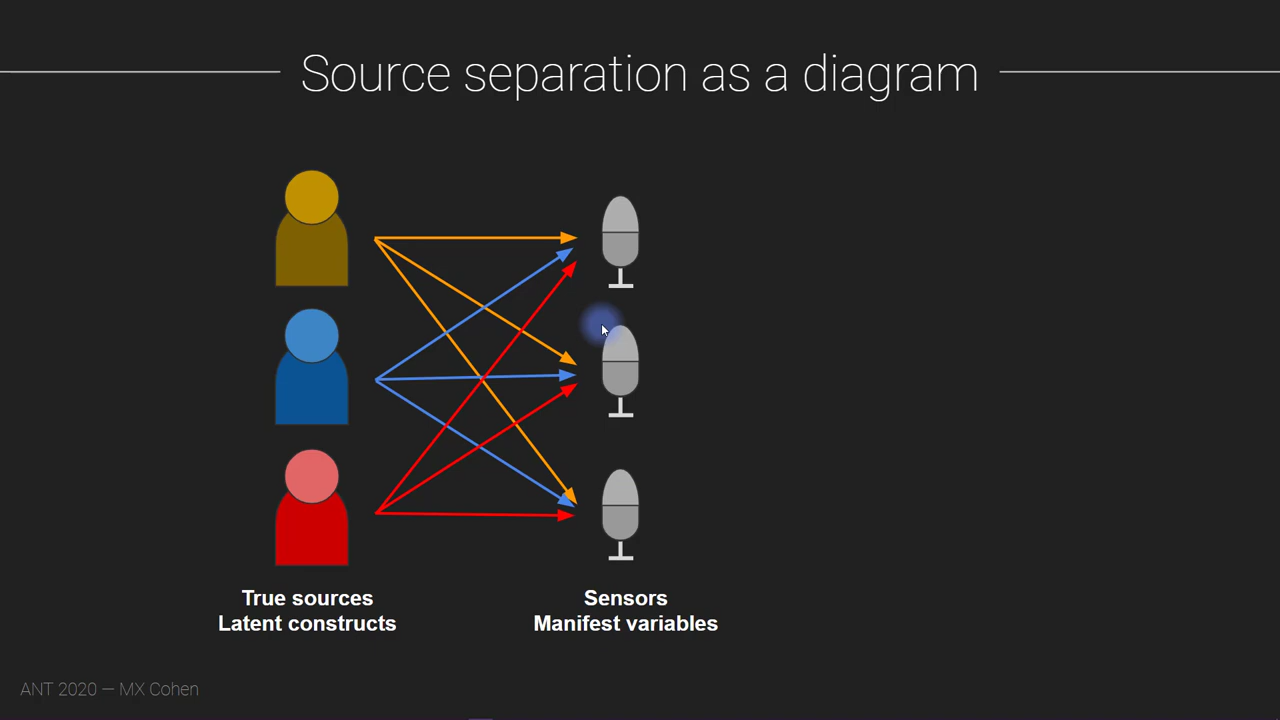 Source separation as a diagram
True sources
Latent constructs
Sensors
Manifest variables
ANT 2020 — MX Cohen